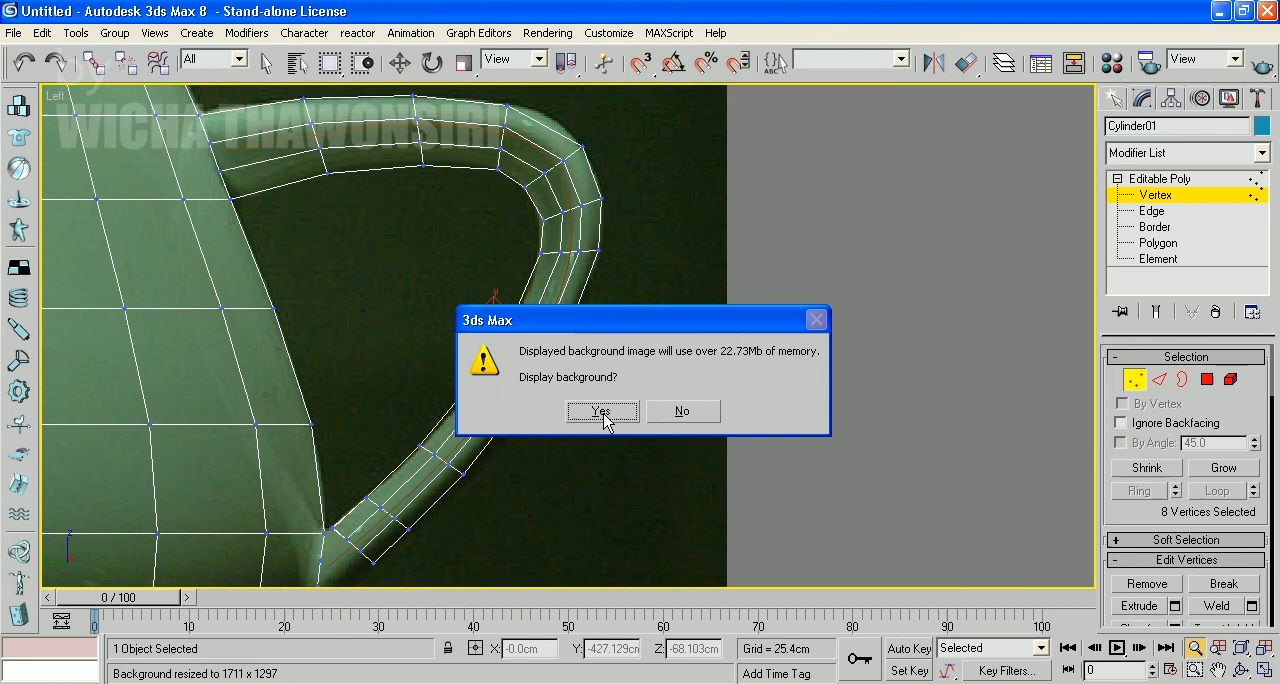 Untitled - Autodesk 3ds Max 8 - Stand-alone License
File Edit Tools Group Views Create Modifiers Character reactor Animation Graph Editors Rendering Customize MAXScript Help
All View 3 % ABC View
by
Left
WICHA THAWONSIRI
Cylinder01
Modifier List
Editable Poly
Vertex
Edge
Border
Polygon
Element
3ds Max
Displayed background image will use over 22.73Mb of memory.
Display background?
Yes No
- Selection
By Vertex
Ignore Backfacing
By Angle: 45.0
Shrink Grow
Ring Loop
8 Vertices Selected
+ Soft Selection
- Edit Vertices
Remove Break
Extrude Weld
z
< 0 / 100 >
0 10 20 30 40 50 60 70 80 90 100
1 Object Selected X: -0.0cm Y: -427.129cm Z: -68.103cm Grid = 25.4cm Auto Key Selected
Background resized to 1711 x 1297 Add Time Tag Set Key Key Filters... 0